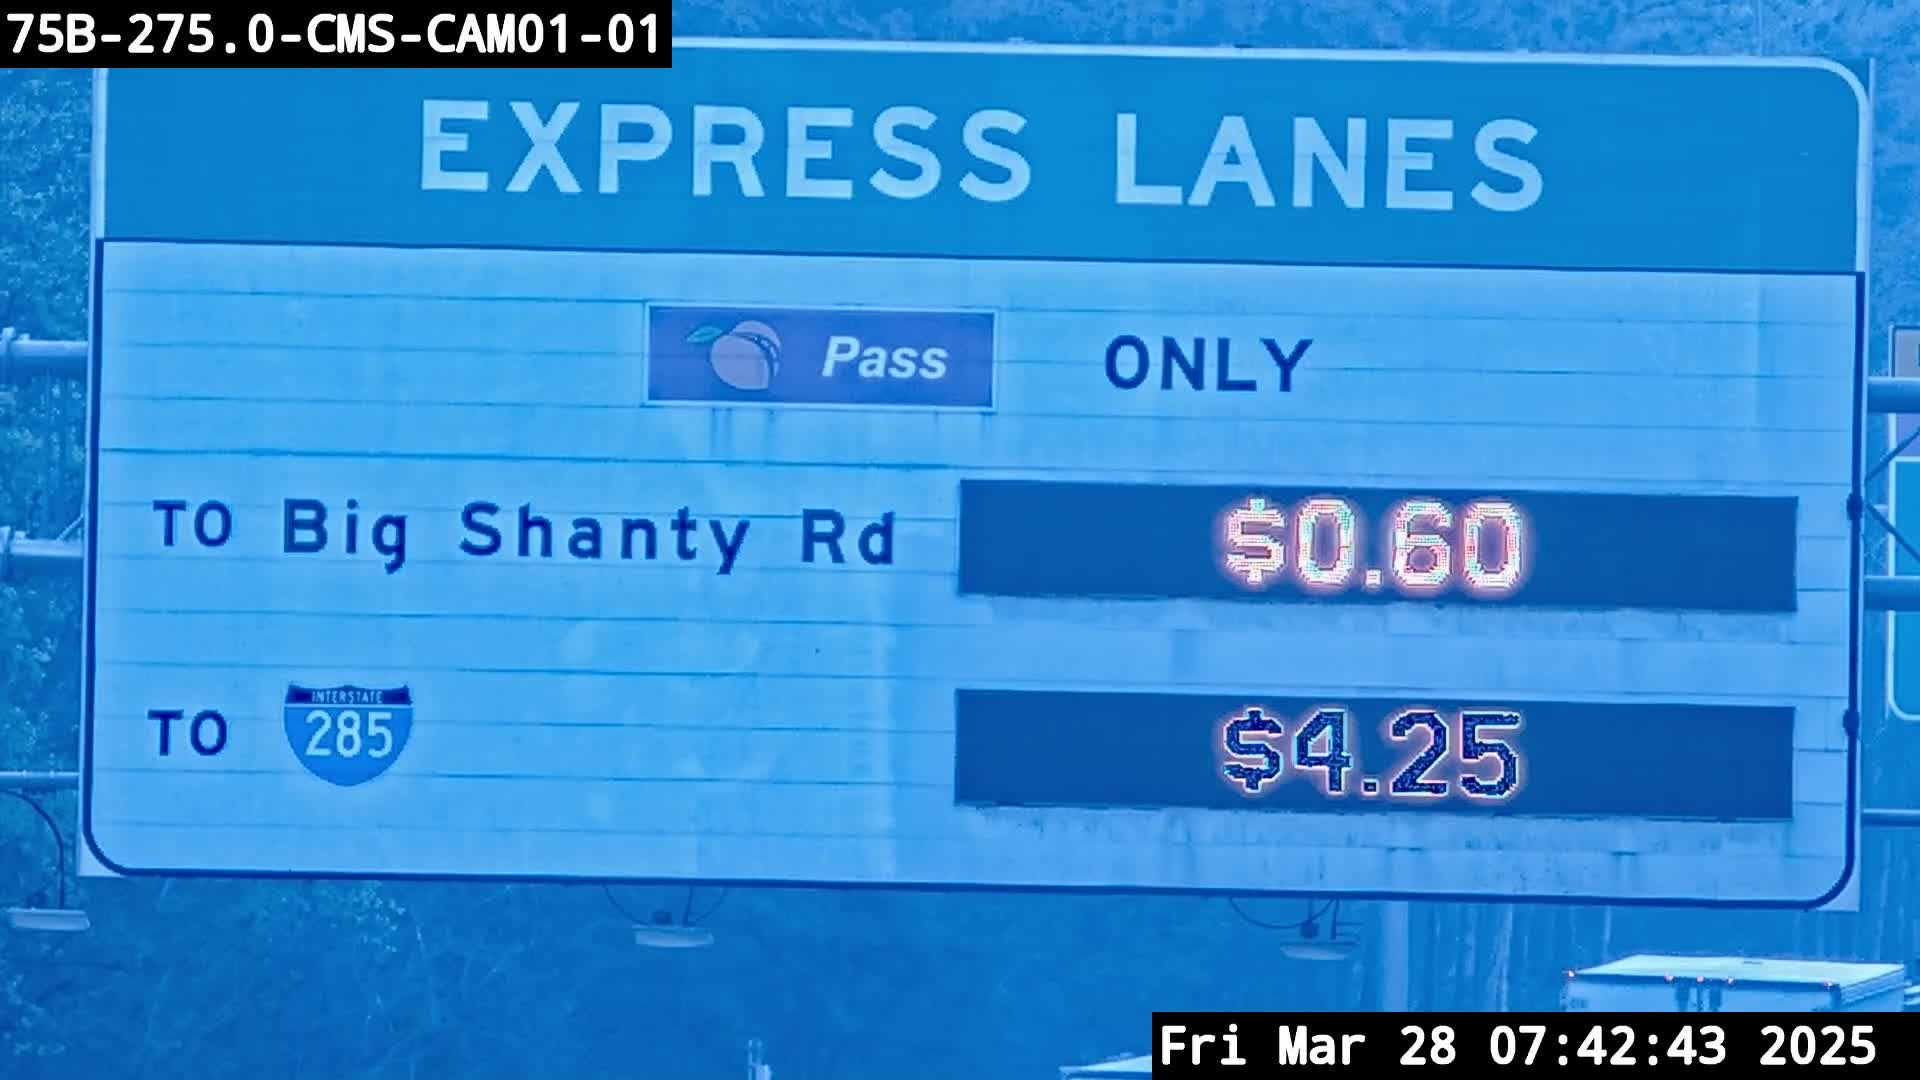 75B-275.0-CMS-CAM01-01
EXPRESS LANES
Pass ONLY
TO Big Shanty Rd $0.60
TO INTERSTATE 285 $4.25
Fri Mar 28 07:42:43 2025